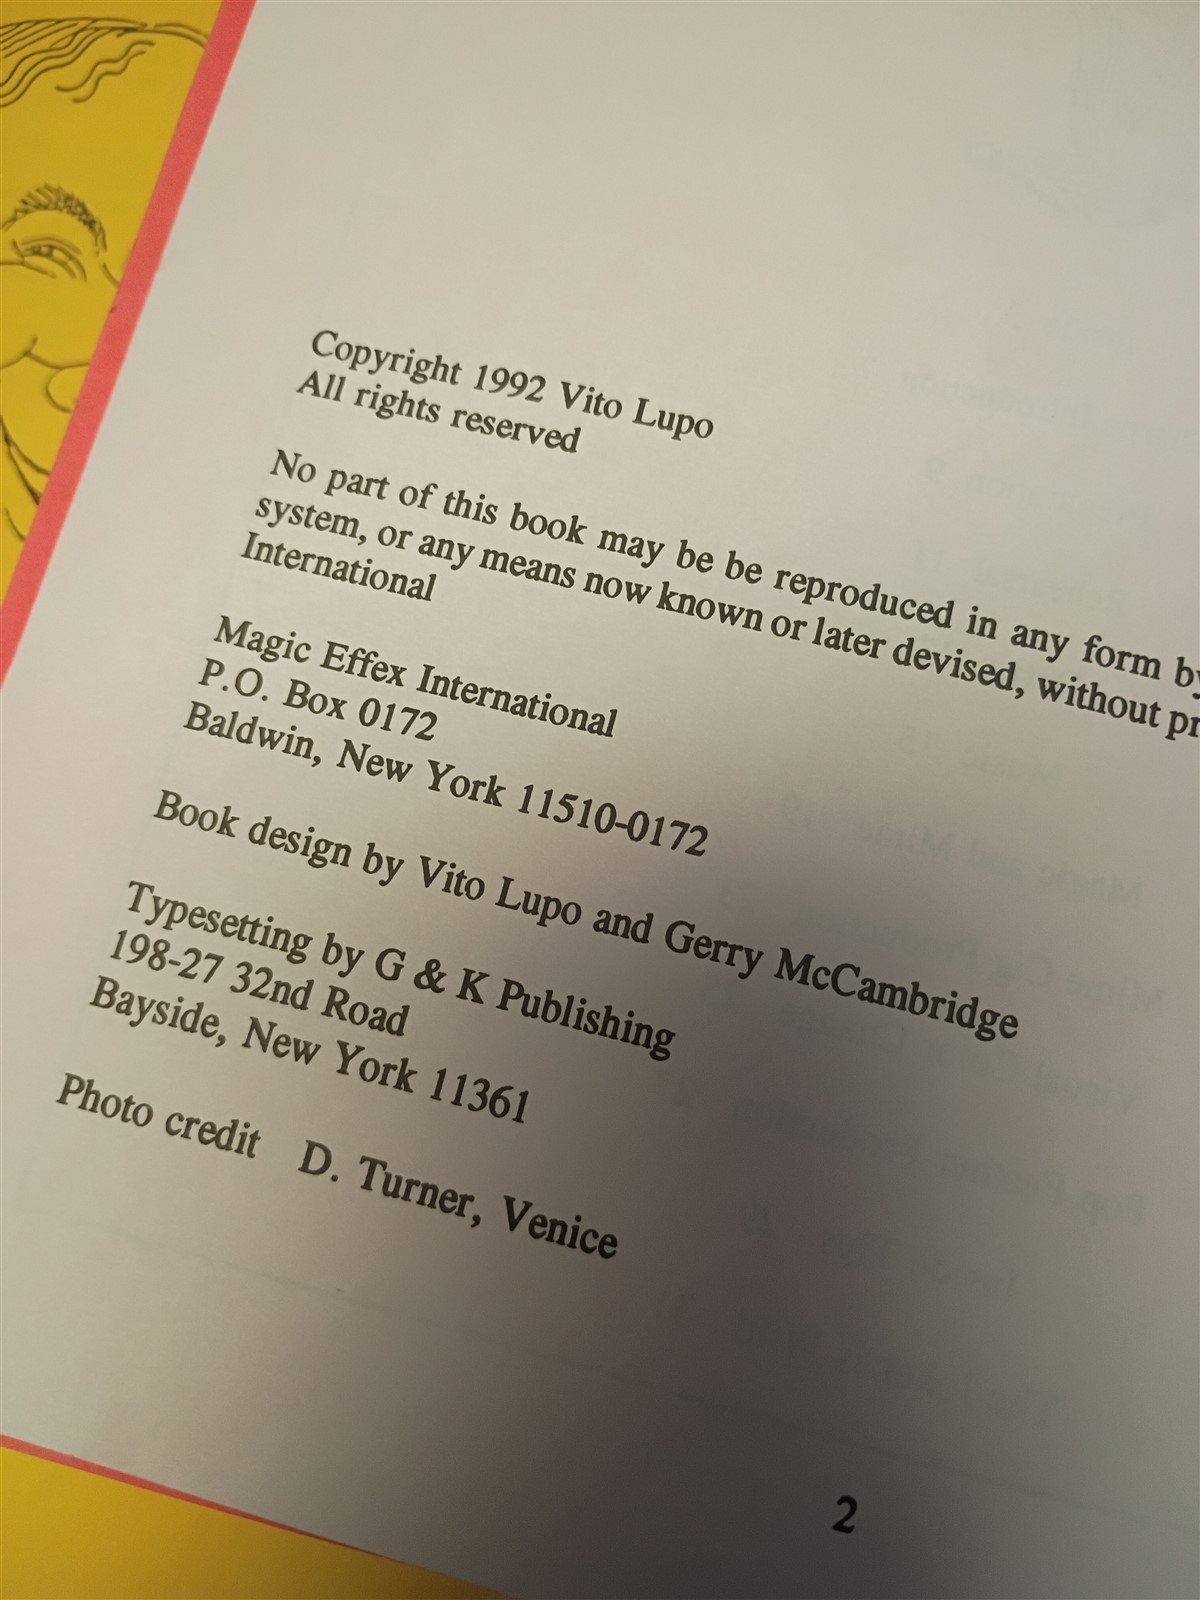 Copyright 1992 Vito Lupo
All rights reserved
No part of this book may be be reproduced in any form by
system, or any means now known or later devised, without pr
International
Magic Effex International
P.O. Box 0172
Baldwin, New York 11510-0172
Book design by Vito Lupo and Gerry McCambridge
Typesetting by G & K Publishing
198-27 32nd Road
Bayside, New York 11361
Photo credit D. Turner, Venice
2